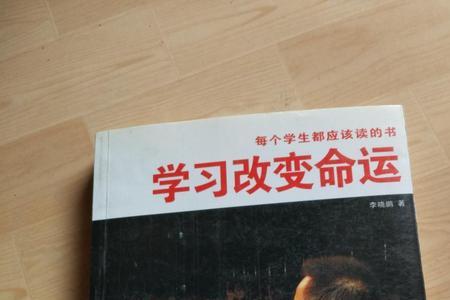 每个学生都应该读的书
学习改变命运
李晓鹏 著